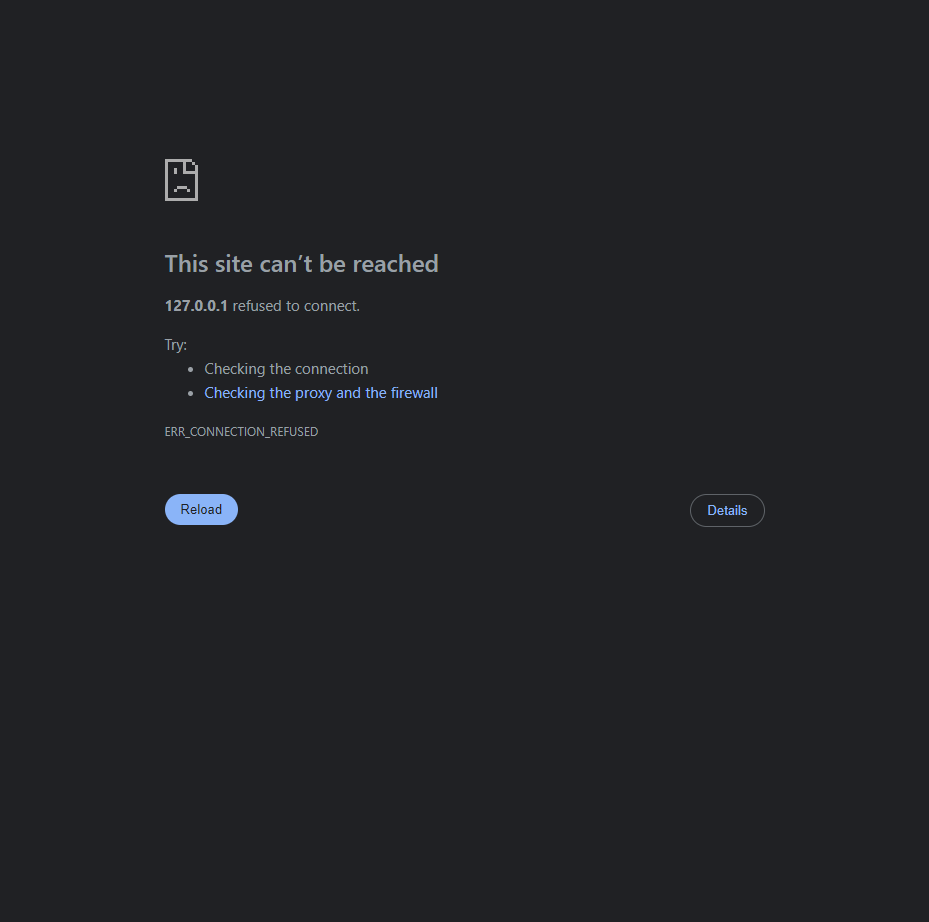 This site can’t be reached
127.0.0.1 refused to connect.
Try:
• Checking the connection
• Checking the proxy and the firewall
ERR_CONNECTION_REFUSED
Reload
Details